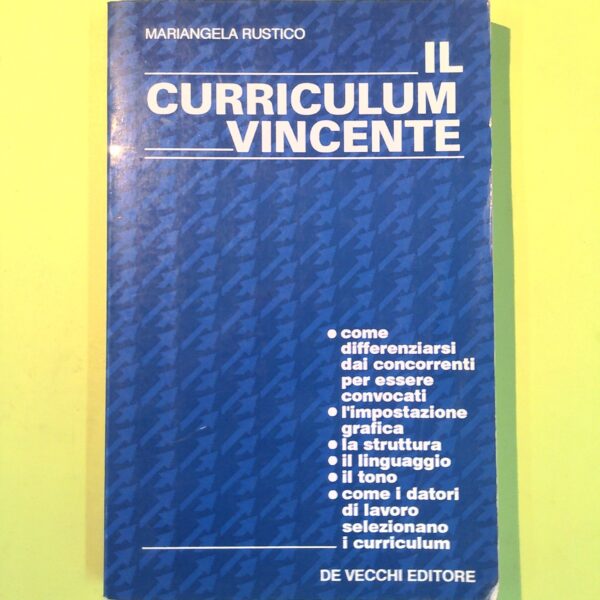 MARIANGELA RUSTICO
IL
CURRICULUM
VINCENTE
• come
differenziarsi
dai concorrenti
per essere
convocati
• l'impostazione
grafica
• la struttura
• il linguaggio
• il tono
• come i datori
di lavoro
selezionano
i curriculum
DE VECCHI EDITORE